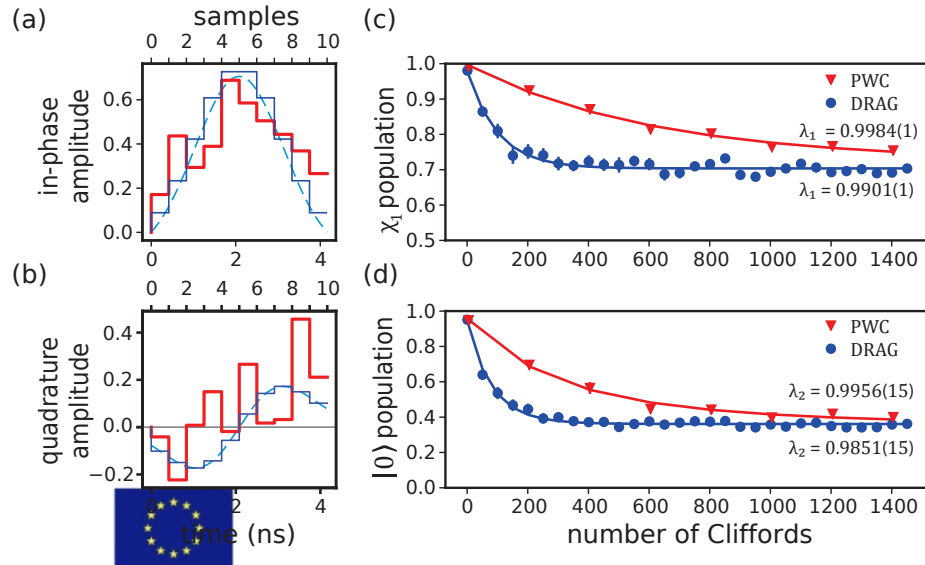 (a)
samples
0 2 4 6 8 10
in-phase
amplitude
0.6
0.4
0.2
0.0
0 2 4
(b)
0 2 4 6 8 10
quadrature
amplitude
0.4
0.2
0.0
−0.2
0 4
time (ns)
(c)
χ₁ population
1.0
0.9
0.8
0.7
0.6
0.5
PWC
DRAG
λ₁ = 0.9984(1)
λ₁ = 0.9901(1)
0 200 400 600 800 1000 1200 1400
(d)
|0⟩ population
1.0
0.8
0.6
0.4
0.2
0.0
PWC
DRAG
λ₂ = 0.9956(15)
λ₂ = 0.9851(15)
0 200 400 600 800 1000 1200 1400
number of Cliffords